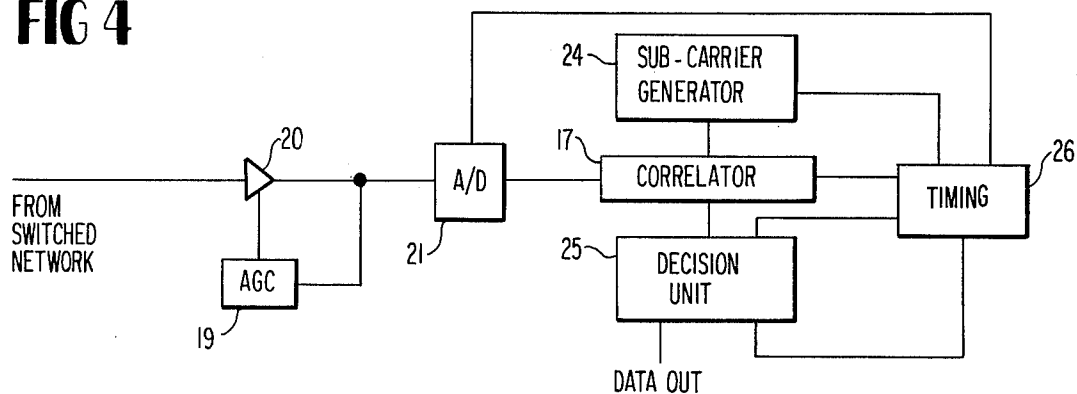 FIG 4
24
SUB-CARRIER
GENERATOR
20
17
CORRELATOR
26
A/D
TIMING
FROM
SWITCHED
NETWORK
21
25
DECISION
UNIT
AGC
19
DATA OUT